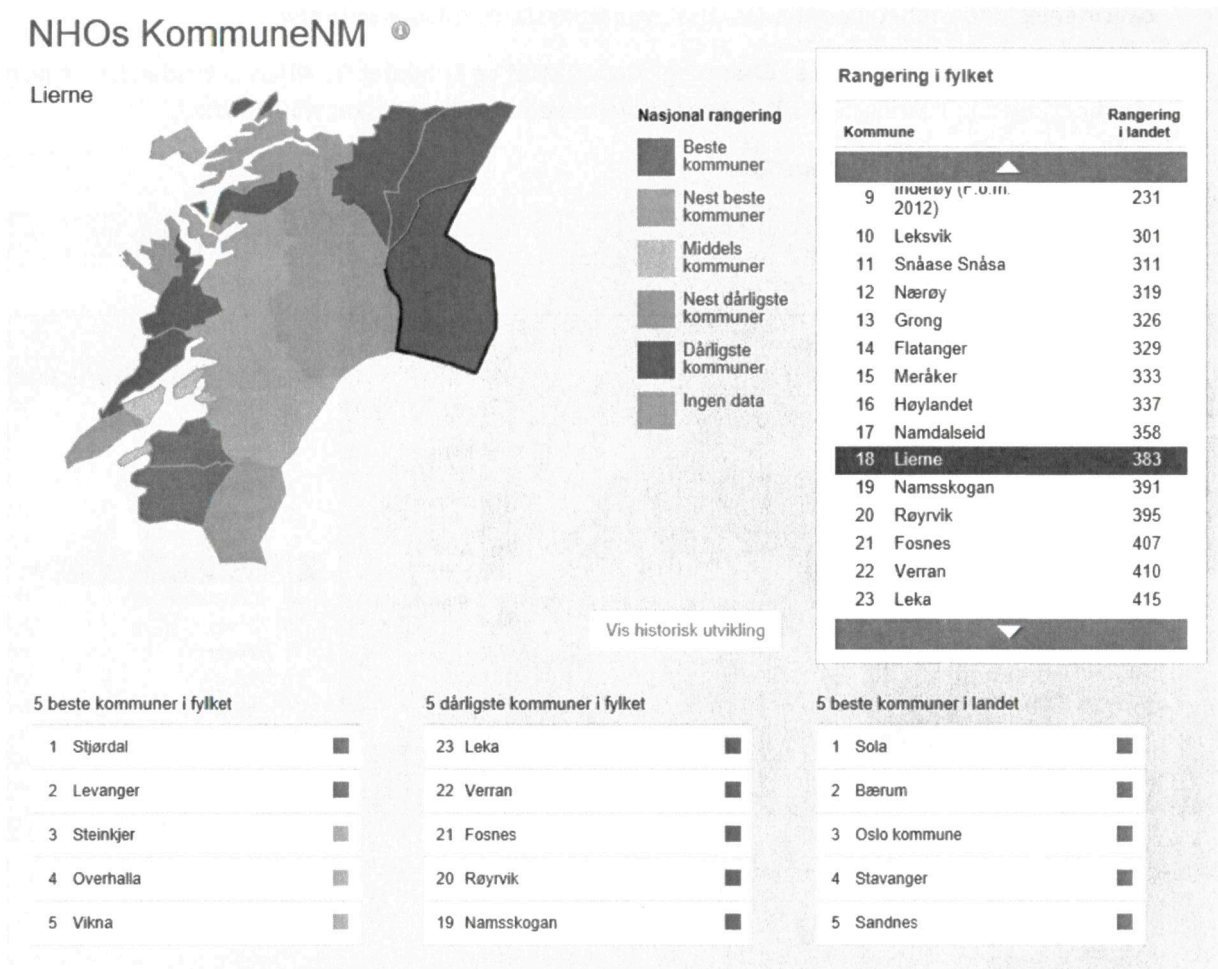 NHOs KommuneNM
Lierne
Nasjonal rangering
Beste
kommuner
Nest beste
kommuner
Middels
kommuner
Nest dårligste
kommuner
Dårligste
kommuner
Ingen data
Vis historisk utvikling
Rangering i fylket
Kommune Rangering
i landet
9 Inderøy (F.o.m.
2012) 231
10 Leksvik 301
11 Snåase Snåsa 311
12 Nærøy 319
13 Grong 326
14 Flatanger 329
15 Meråker 333
16 Høylandet 337
17 Namdalseid 358
18 Lierne 383
19 Namsskogan 391
20 Røyrvik 395
21 Fosnes 407
22 Verran 410
23 Leka 415
5 beste kommuner i fylket
1 Stjørdal
2 Levanger
3 Steinkjer
4 Overhalla
5 Vikna
5 dårligste kommuner i fylket
23 Leka
22 Verran
21 Fosnes
20 Røyrvik
19 Namsskogan
5 beste kommuner i landet
1 Sola
2 Bærum
3 Oslo kommune
4 Stavanger
5 Sandnes